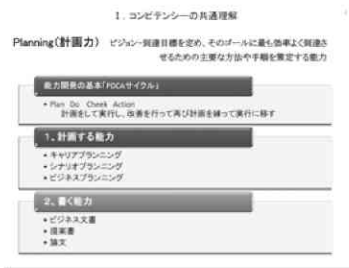 Ⅰ. コンピテンシーの共通理解
Planning(計画力) ビジョン・到達目標を定め、そのゴールに最も効率よく到達さ
せるための主要な方法や手順を策定する能力
能力開発の基本「PDCAサイクル」
• Plan Do Cheek Action
計画をして実行し、改善を行って再び計画を練って実行に移す
1、計画する能力
• キャリアプランニング
• シナリオプランニング
• ビジネスプランニング
2、書く能力
• ビジネス文書
• 提案書
• 論文